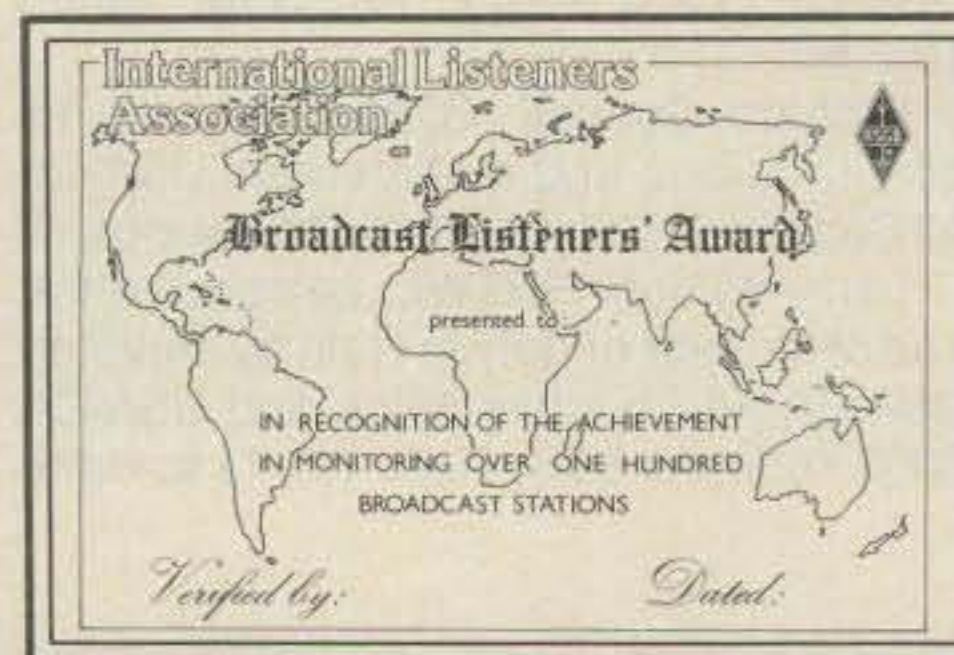 International Listeners
Association
Broadcast Listeners' Award
presented to
IN RECOGNITION OF THE ACHIEVEMENT
IN MONITORING OVER ONE HUNDRED
BROADCAST STATIONS
Verified by:
Dated: